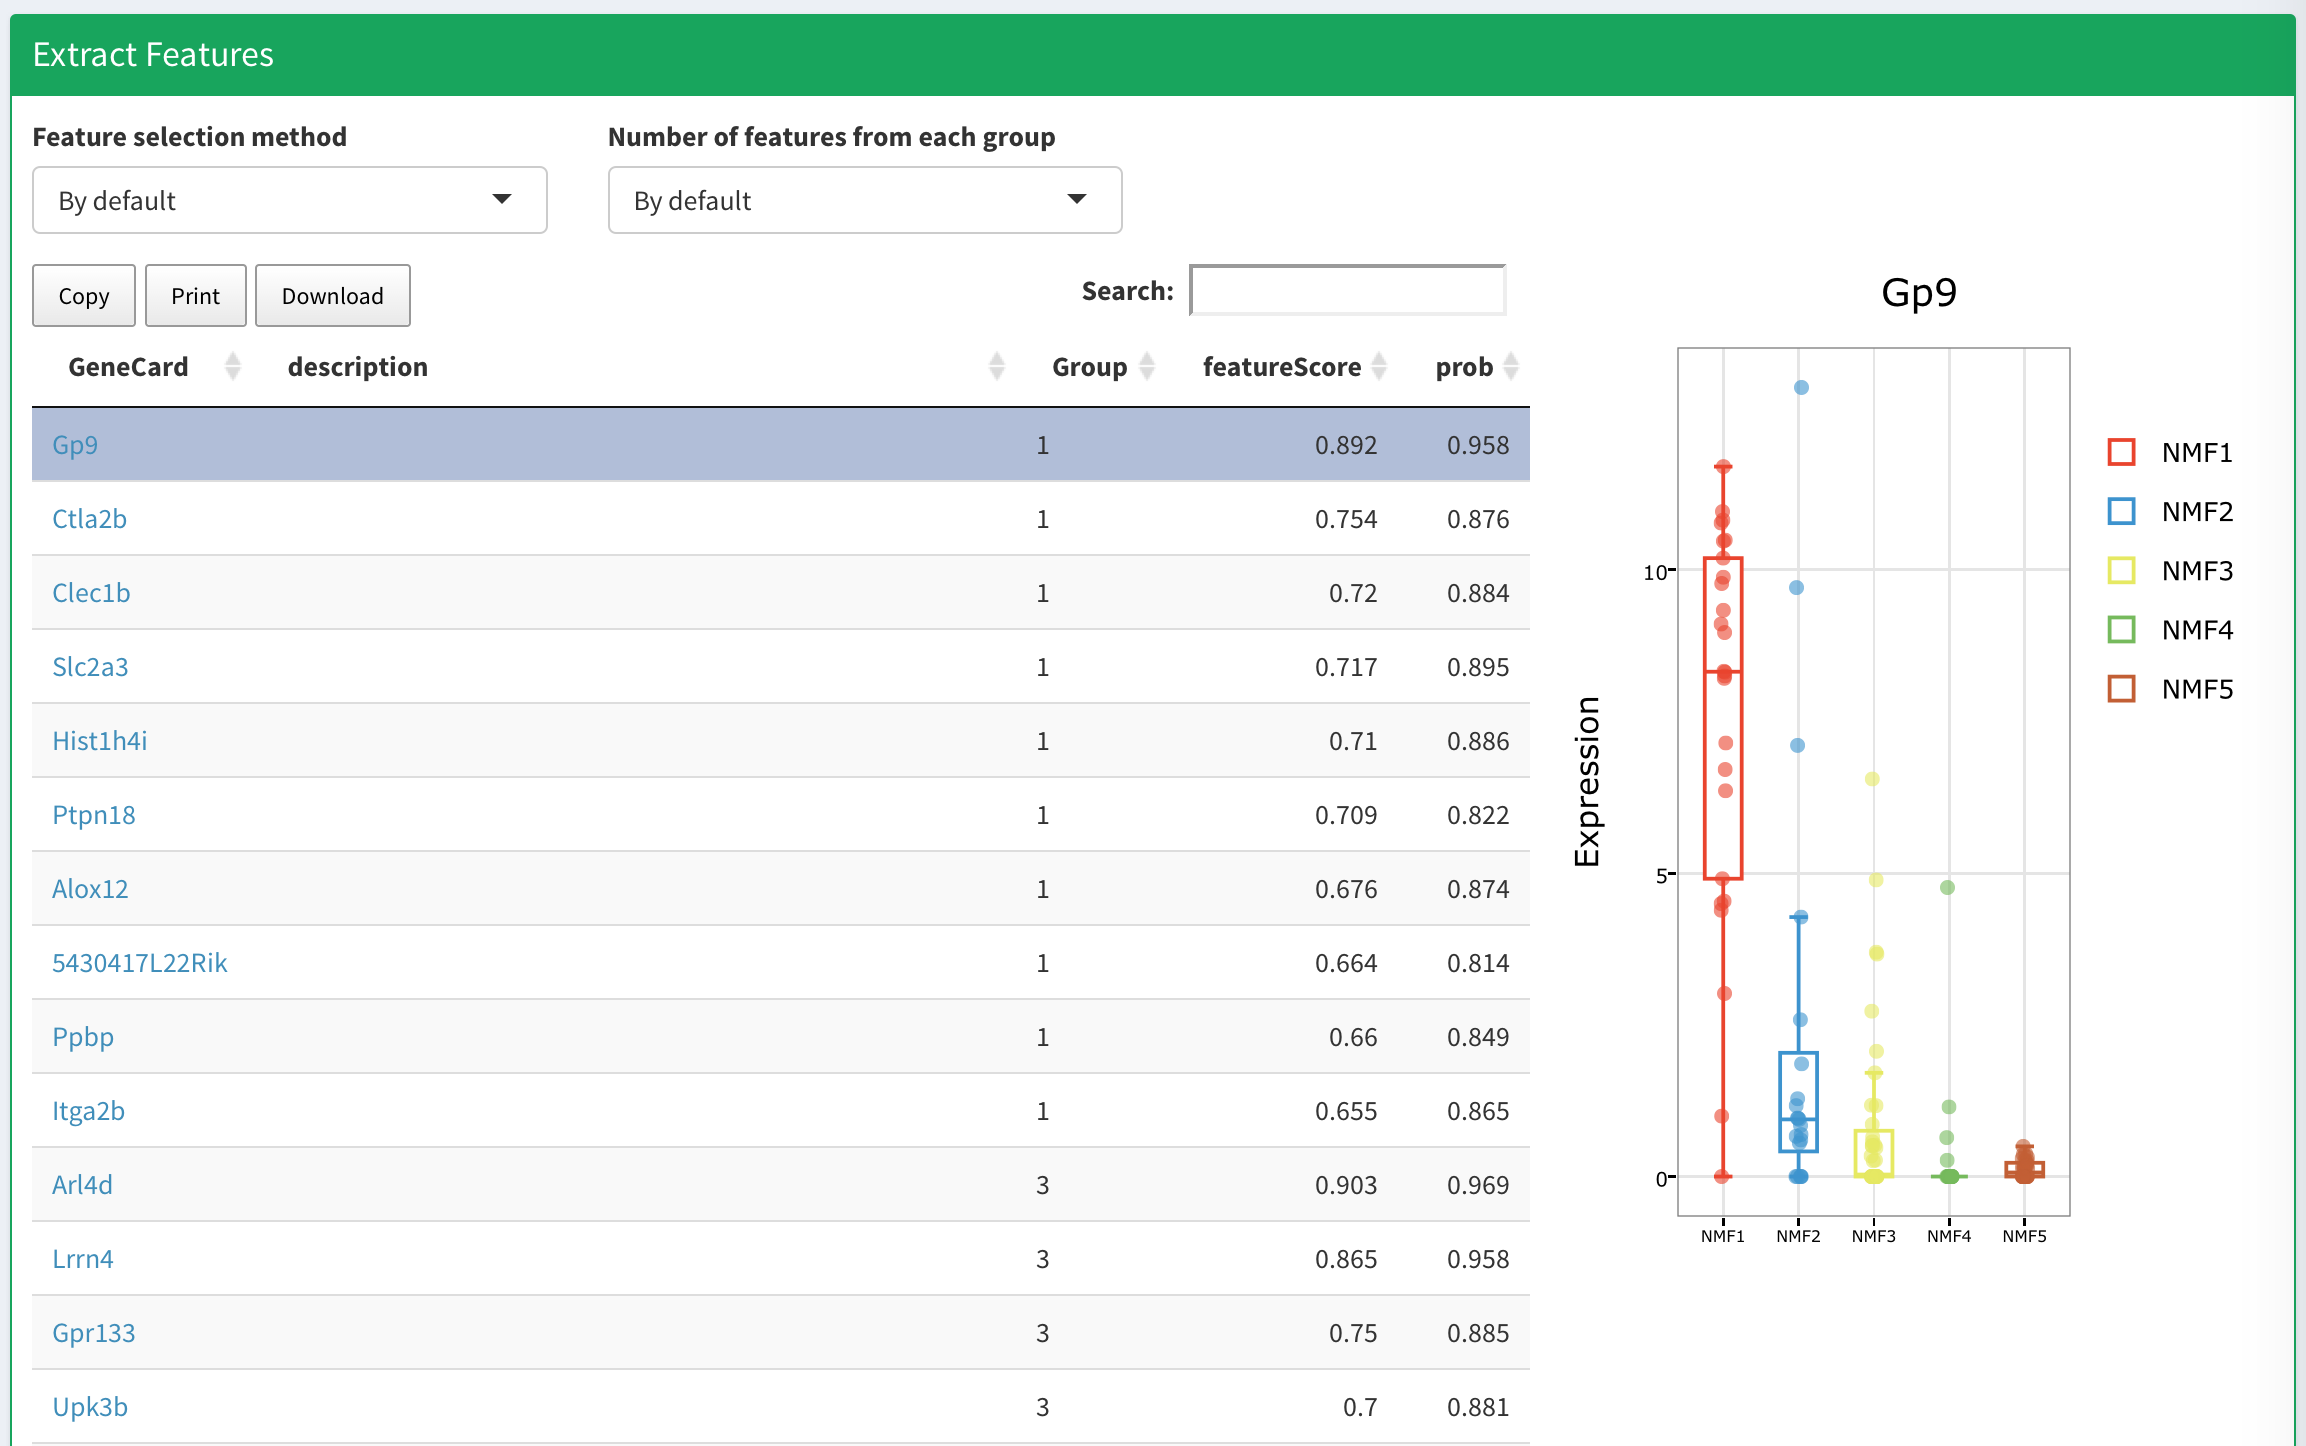 Extract Features
Feature selection method
Number of features from each group
By default
By default
Copy Print Download
Search:
GeneCard description Group featureScore prob
Gp9 1 0.892 0.958
Ctla2b 1 0.754 0.876
Clec1b 1 0.72 0.884
Slc2a3 1 0.717 0.895
Hist1h4i 1 0.71 0.886
Ptpn18 1 0.709 0.822
Alox12 1 0.676 0.874
5430417L22Rik 1 0.664 0.814
Ppbp 1 0.66 0.849
Itga2b 1 0.655 0.865
Arl4d 3 0.903 0.969
Lrrn4 3 0.865 0.958
Gpr133 3 0.75 0.885
Upk3b 3 0.7 0.881
Gp9
Expression
10
5
0
NMF1 NMF2 NMF3 NMF4 NMF5
NMF1
NMF2
NMF3
NMF4
NMF5